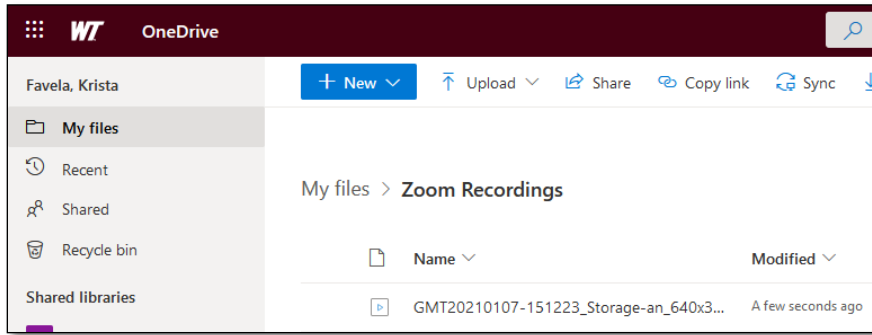 WT OneDrive
Favela, Krista
+ New Upload Share Copy link Sync
My files
Recent
Shared
Recycle bin
Shared libraries
My files > Zoom Recordings
Name Modified
GMT20210107-151223_Storage-an_640x3... A few seconds ago